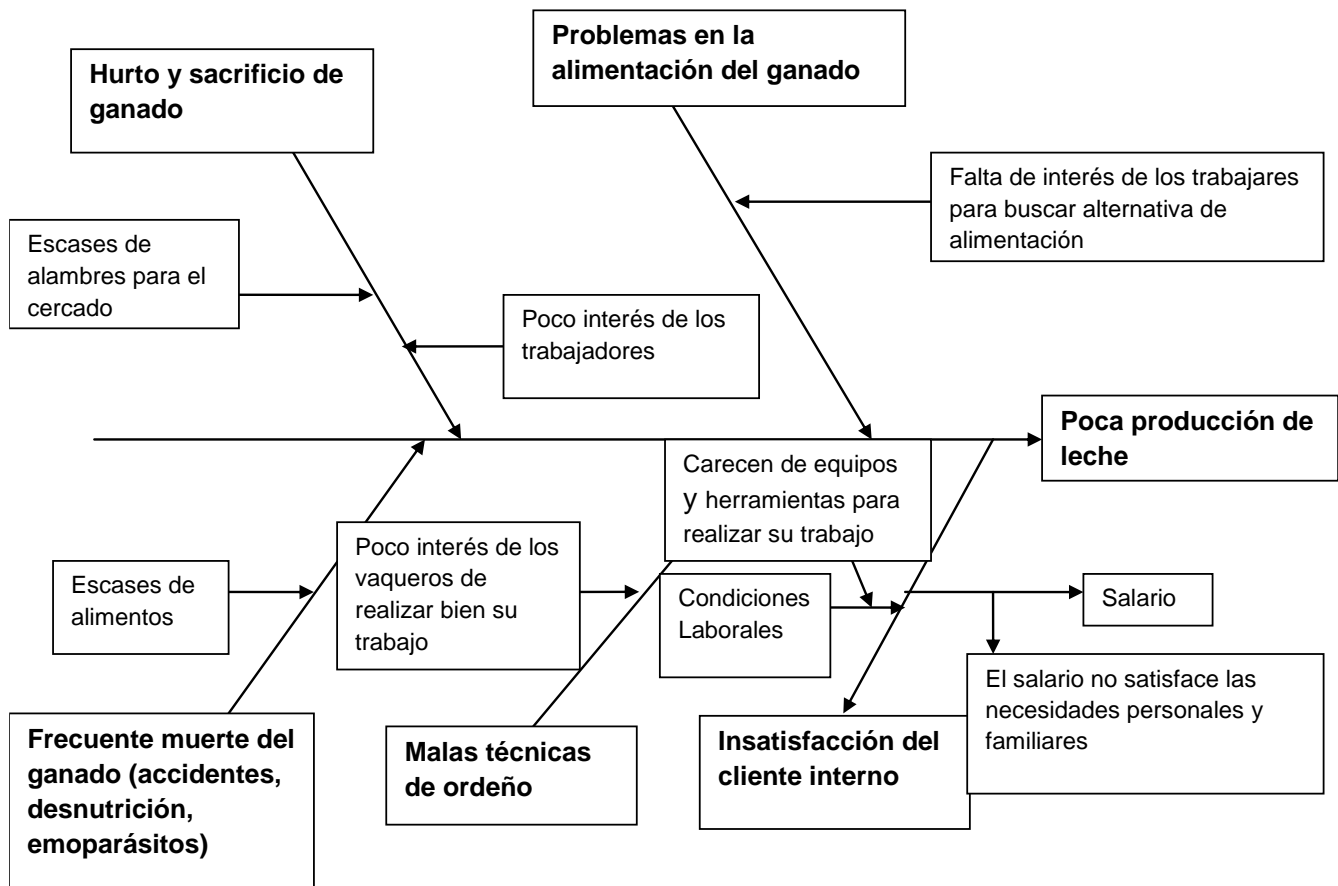 Hurto y sacrificio de
ganado
Problemas en la
alimentación del ganado
Falta de interés de los trabajares
para buscar alternativa de
alimentación
Escases de
alambres para el
cercado
Poco interés de los
trabajadores
Poca producción de
leche
Carecen de equipos
y herramientas para
realizar su trabajo
Escases de
alimentos
Poco interés de los
vaqueros de
realizar bien su
trabajo
Condiciones
Laborales
Salario
El salario no satisface las
necesidades personales y
familiares
Frecuente muerte del
ganado (accidentes,
desnutrición,
emoparásitos)
Malas técnicas
de ordeño
Insatisfacción del
cliente interno